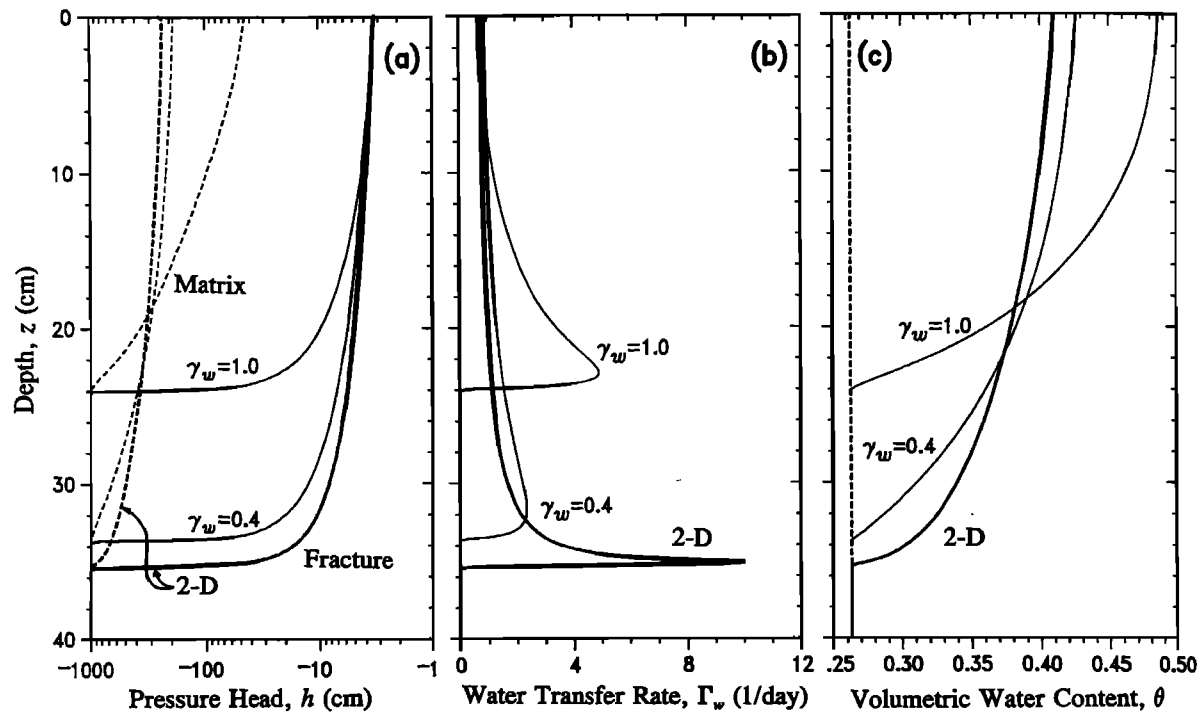 (a)
(b)
(c)
0
10
20
30
40
Depth, z (cm)
Matrix
γw=1.0
γw=0.4
Fracture
2-D
−1000
−100
−10
−1
Pressure Head, h (cm)
γw=1.0
γw=0.4
2-D
0
4
8
12
Water Transfer Rate, Γw (1/day)
γw=1.0
γw=0.4
2-D
.25
0.30
0.35
0.40
0.45
0.50
Volumetric Water Content, θ